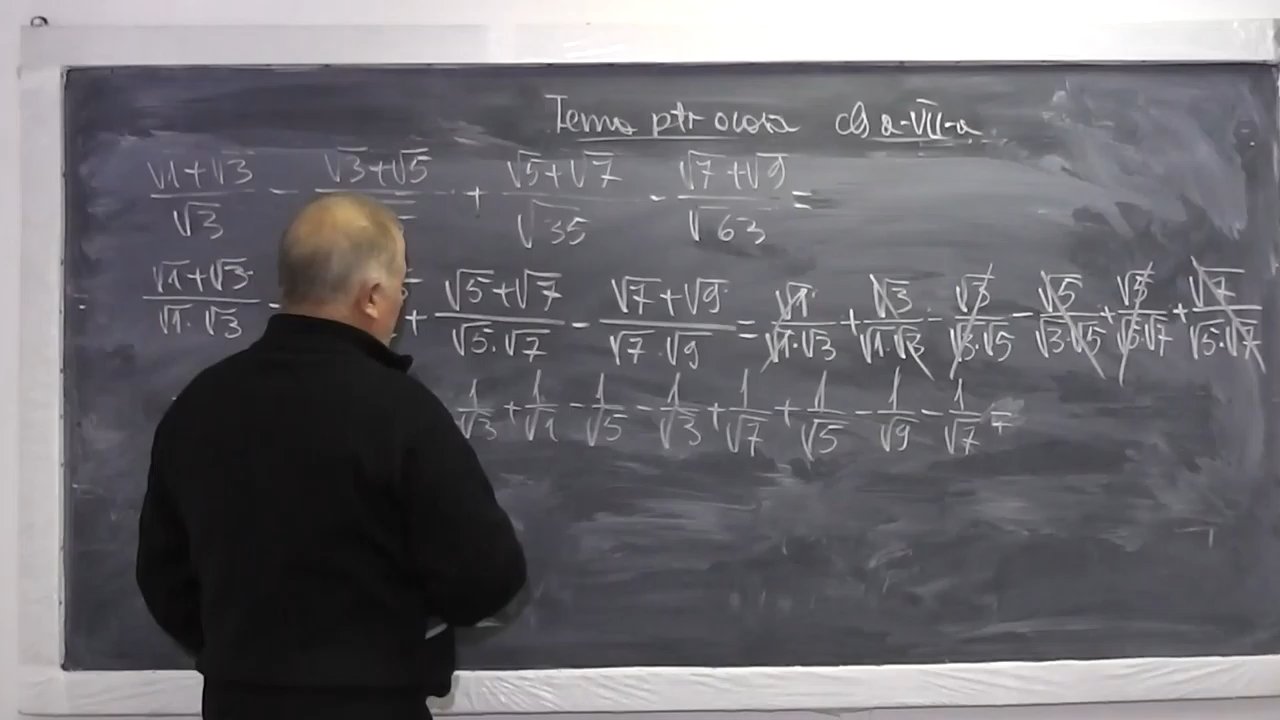 Tema ptr acasa cls a-VII-a
√1+√3/√3 - √3+√5/ + √5+√7/√35 - √7+√9/√63 =
= √1+√3/√1·√3 - + √5+√7/√5·√7 - √7+√9/√7·√9 = √1/√1·√3 + √3/√1·√3 - √3/√3·√5 - √5/√3·√5 + √5/√5·√7 + √7/√5·√7
1/√3 + 1/√1 - 1/√5 - 1/√3 + 1/√7 + 1/√5 - 1/√9 - 1/√7 =